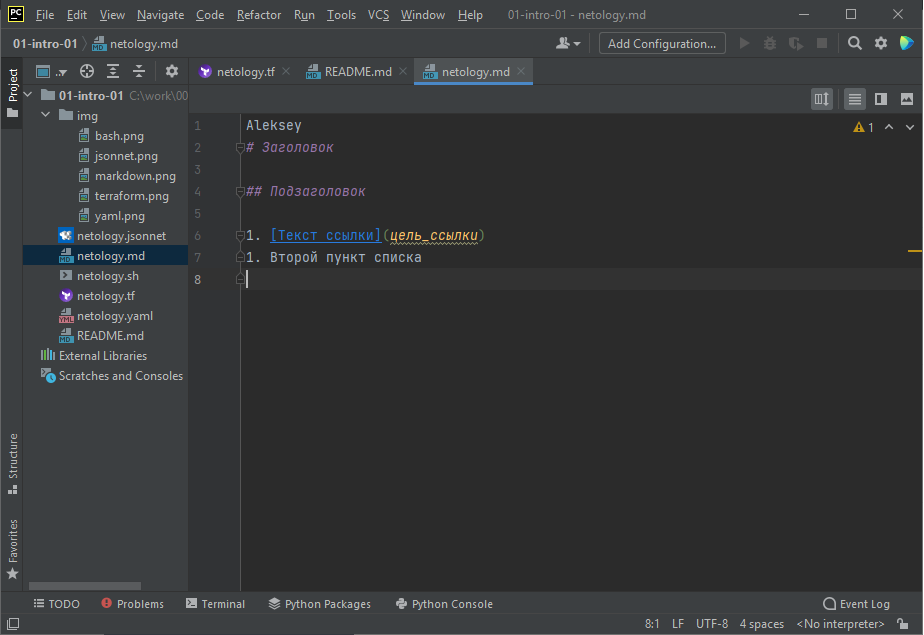 PC File Edit View Navigate Code Refactor Run Tools VCS Window Help 01-intro-01 - netology.md
01-intro-01 netology.md Add Configuration...
netology.tf README.md netology.md
Project
01-intro-01 C:\work\00
img
bash.png
jsonnet.png
markdown.png
terraform.png
yaml.png
netology.jsonnet
netology.md
netology.sh
netology.tf
netology.yaml
README.md
External Libraries
Scratches and Consoles
Structure
Favorites
1 Aleksey
2 # Заголовок
3
4 ## Подзаголовок
5
6 1. [Текст ссылки](цель_ссылки)
7 1. Второй пункт списка
8
1
TODO Problems Terminal Python Packages Python Console Event Log
8:1 LF UTF-8 4 spaces <No interpreter>